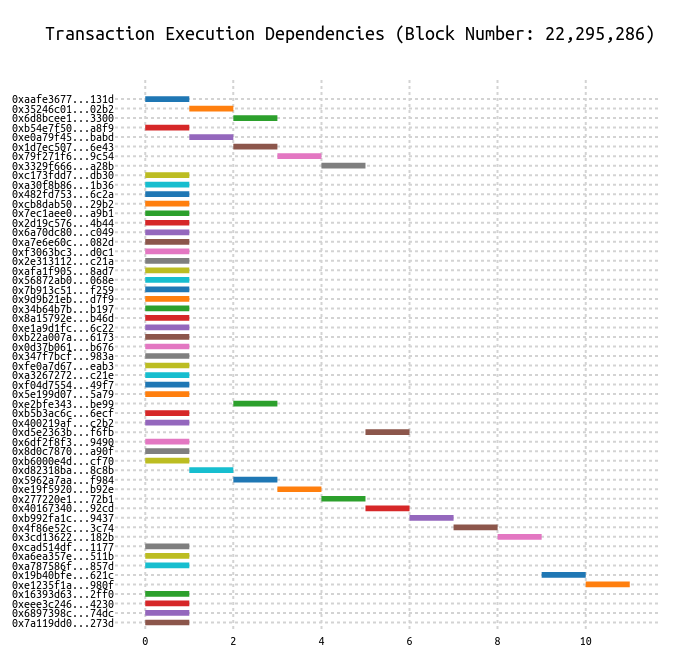 Transaction Execution Dependencies (Block Number: 22,295,286)
0xaafe3677...131d
0x35246c01...02b2
0x6d8bcee1...3300
0xb54e7f50...a8f9
0xe0a79f45...babd
0x1d7ec507...6e43
0x79f271f6...9c54
0x3329f666...a28b
0xc173fdd7...db30
0xa30f8b86...1b36
0x482fd753...6c2a
0xcb8dab50...29b2
0x7ec1aee0...a9b1
0x2d19c576...4b44
0x6a70dc80...c049
0xa7e6e60c...082d
0xf3063bc3...d0c1
0x2e313112...c21a
0xafa1f905...8ad7
0x56872ab0...068e
0x7b913c51...f259
0x9d9b21eb...d7f9
0x34b64b7b...b197
0x8a15792e...b46d
0xe1a9d1fc...6c22
0xb22a007a...6173
0x0d37b061...b676
0x347f7bcf...983a
0xfe0a7d67...eab3
0xa3267272...c21e
0xf04d7554...49f7
0x5e199d07...5a79
0xe2bfe343...be99
0xb5b3ac6c...6ecf
0x400219af...c2b2
0xd5e2363b...f6fb
0x6df2f8f3...9490
0x8d0c7870...a90f
0xb6000e4d...cf70
0xd82318ba...8c8b
0x5962a7aa...f984
0xe19f5920...b92e
0x277220e1...72b1
0x40167340...92cd
0xb992fa1c...9437
0x4f86e52c...3c74
0x3cd13622...182b
0xcad514df...1177
0xa6ea357e...511b
0xa787586f...857d
0x19b40bfe...621c
0xe1235f1a...980f
0x16393d63...2ff0
0xeee3c246...4230
0x6897398c...74dc
0x7a119dd0...273d
0 2 4 6 8 10